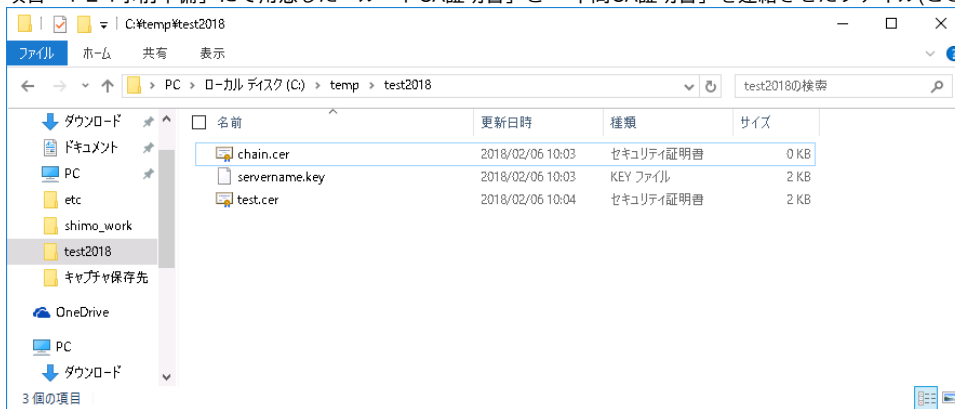 C:¥temp¥test2018
ファイル ホーム 共有 表示
PC › ローカル ディスク (C:) › temp › test2018
test2018の検索
ダウンロード
ドキュメント
PC
etc
shimo_work
test2018
キャプチャ保存先
OneDrive
PC
ダウンロード
名前 更新日時 種類 サイズ
chain.cer 2018/02/06 10:03 セキュリティ証明書 0 KB
servername.key 2018/02/06 10:03 KEY ファイル 2 KB
test.cer 2018/02/06 10:04 セキュリティ証明書 2 KB
3 個の項目